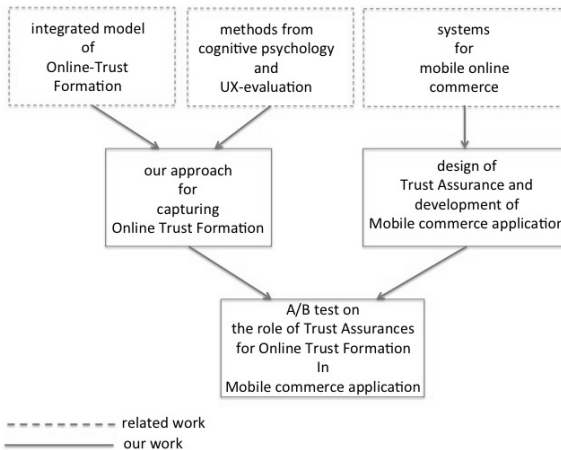 integrated model
of
Online-Trust
Formation
methods from
cognitive psychology
and
UX-evaluation
systems
for
mobile online
commerce
our approach
for
capturing
Online Trust Formation
design of
Trust Assurance and
development of
Mobile commerce application
A/B test on
the role of Trust Assurances
for Online Trust Formation
In
Mobile commerce application
related work
our work